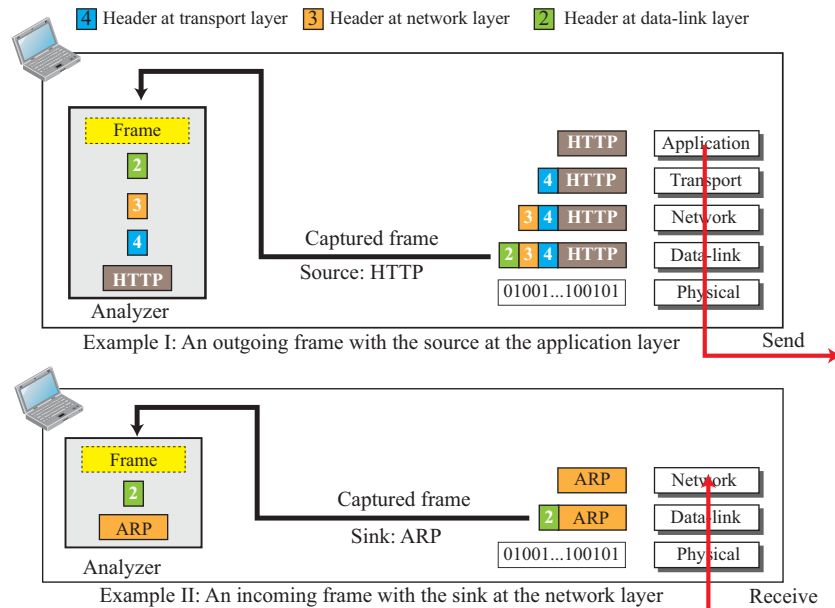 4 Header at transport layer 3 Header at network layer 2 Header at data-link layer
Frame
2
3
4
HTTP
Analyzer
Captured frame
Source: HTTP
HTTP Application
4 HTTP Transport
3 4 HTTP Network
2 3 4 HTTP Data-link
01001...100101 Physical
Example I: An outgoing frame with the source at the application layer
Send
Frame
2
ARP
Analyzer
Captured frame
Sink: ARP
ARP Network
2 ARP Data-link
01001...100101 Physical
Example II: An incoming frame with the sink at the network layer
Receive